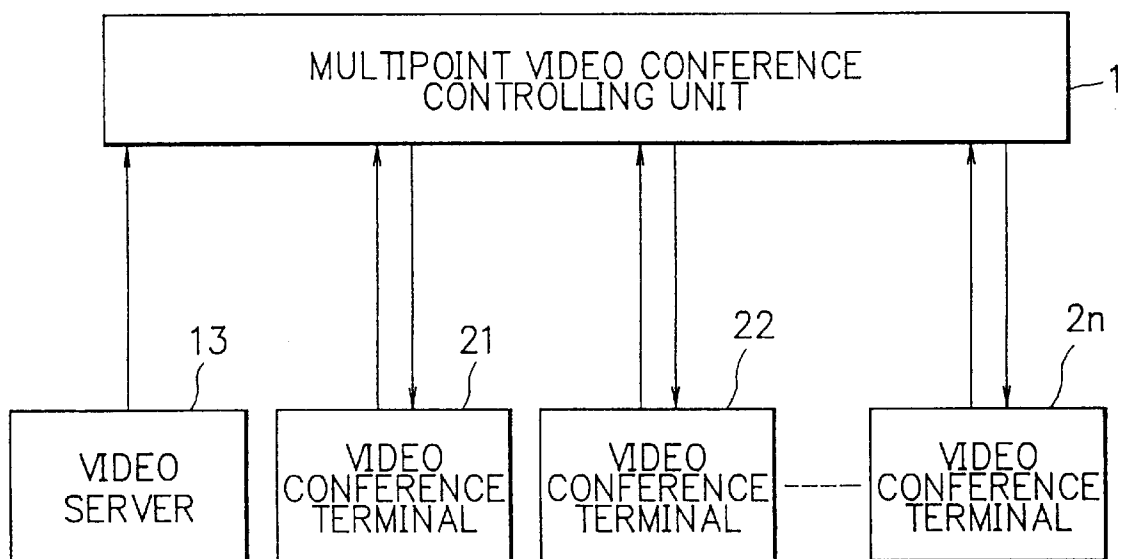 MULTIPOINT VIDEO CONFERENCE
CONTROLLING UNIT
1
13
21
22
2n
VIDEO
SERVER
VIDEO
CONFERENCE
TERMINAL
VIDEO
CONFERENCE
TERMINAL
VIDEO
CONFERENCE
TERMINAL